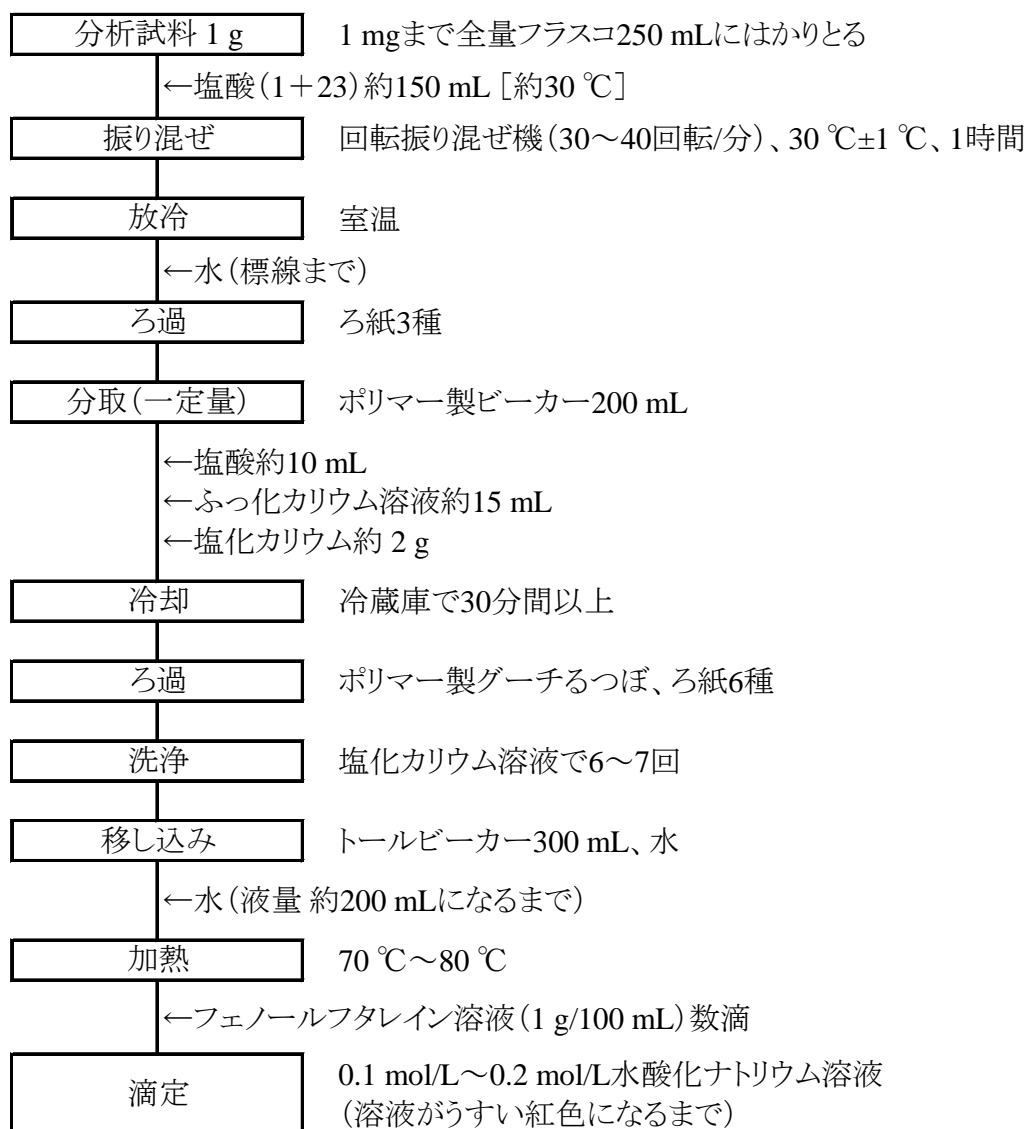 分析試料 1 g 1 mgまで全量フラスコ250 mLにはかりとる
←塩酸（1＋23）約150 mL ［約30 ℃］
振り混ぜ 回転振り混ぜ機（30～40回転/分）、30 ℃±1 ℃、1時間
放冷 室温
←水（標線まで）
ろ過 ろ紙3種
分取（一定量） ポリマー製ビーカー200 mL
←塩酸約10 mL
←ふっ化カリウム溶液約15 mL
←塩化カリウム約 2 g
冷却 冷蔵庫で30分間以上
ろ過 ポリマー製グーチるつぼ、ろ紙6種
洗浄 塩化カリウム溶液で6～7回
移し込み トールビーカー300 mL、水
←水（液量 約200 mLになるまで）
加熱 70 ℃～80 ℃
←フェノールフタレイン溶液（1 g/100 mL）数滴
滴定 0.1 mol/L～0.2 mol/L水酸化ナトリウム溶液
（溶液がうすい紅色になるまで）